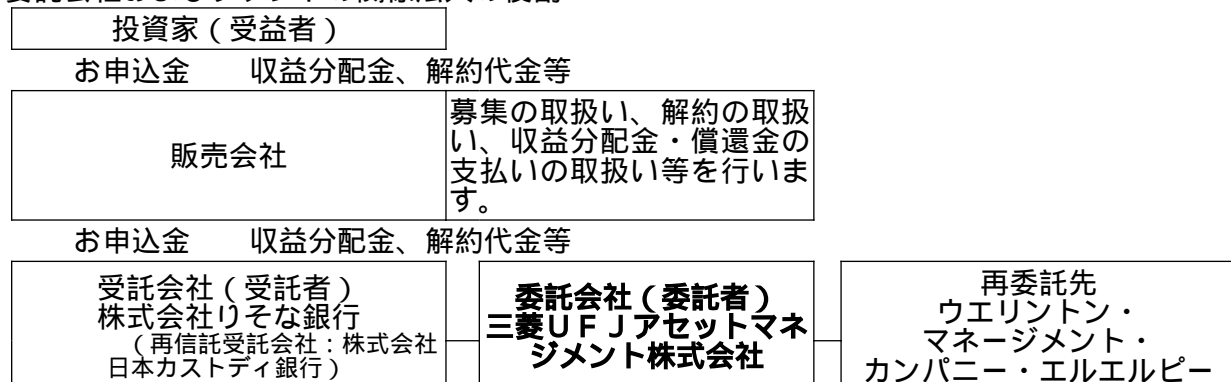 投資家（受益者）
お申込金　　収益分配金、解約代金等
販売会社
募集の取扱い、解約の取扱
い、収益分配金・償還金の
支払いの取扱い等を行いま
す。
お申込金　　収益分配金、解約代金等
受託会社（受託者）
株式会社りそな銀行
（再信託受託会社：株式会社
日本カストディ銀行）
委託会社（委託者）
三菱ＵＦＪアセットマネ
ジメント株式会社
再委託先
ウエリントン・
マネージメント・
カンパニー・エルエルピー